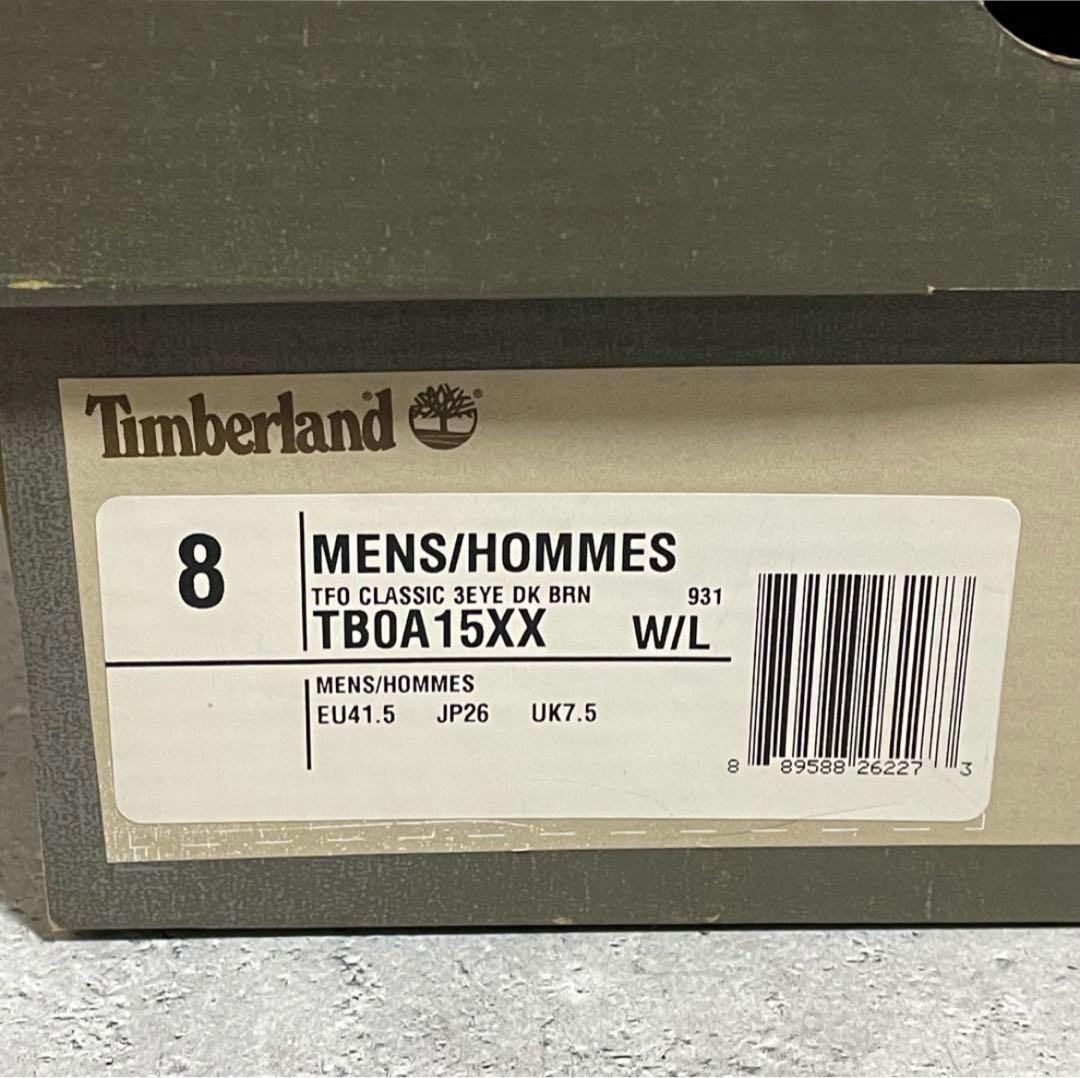 Timberland®
8
MENS/HOMMES
TFO CLASSIC 3EYE DK BRN 931
TB0A15XX W/L
MENS/HOMMES
EU41.5 JP26 UK7.5
8 89588 26227 3